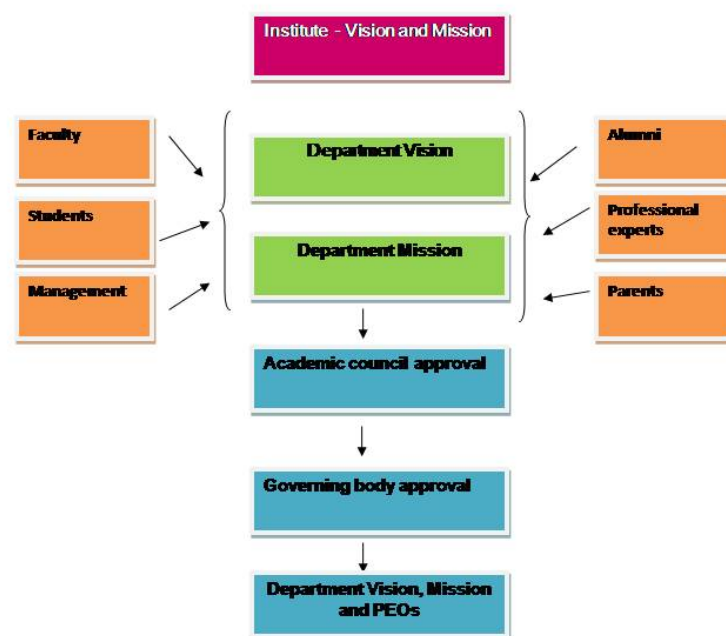 Institute - Vision and Mission
Faculty
Students
Management
Department Vision
Department Mission
Alumni
Professional
experts
Parents
Academic council approval
Governing body approval
Department Vision, Mission
and PEOs